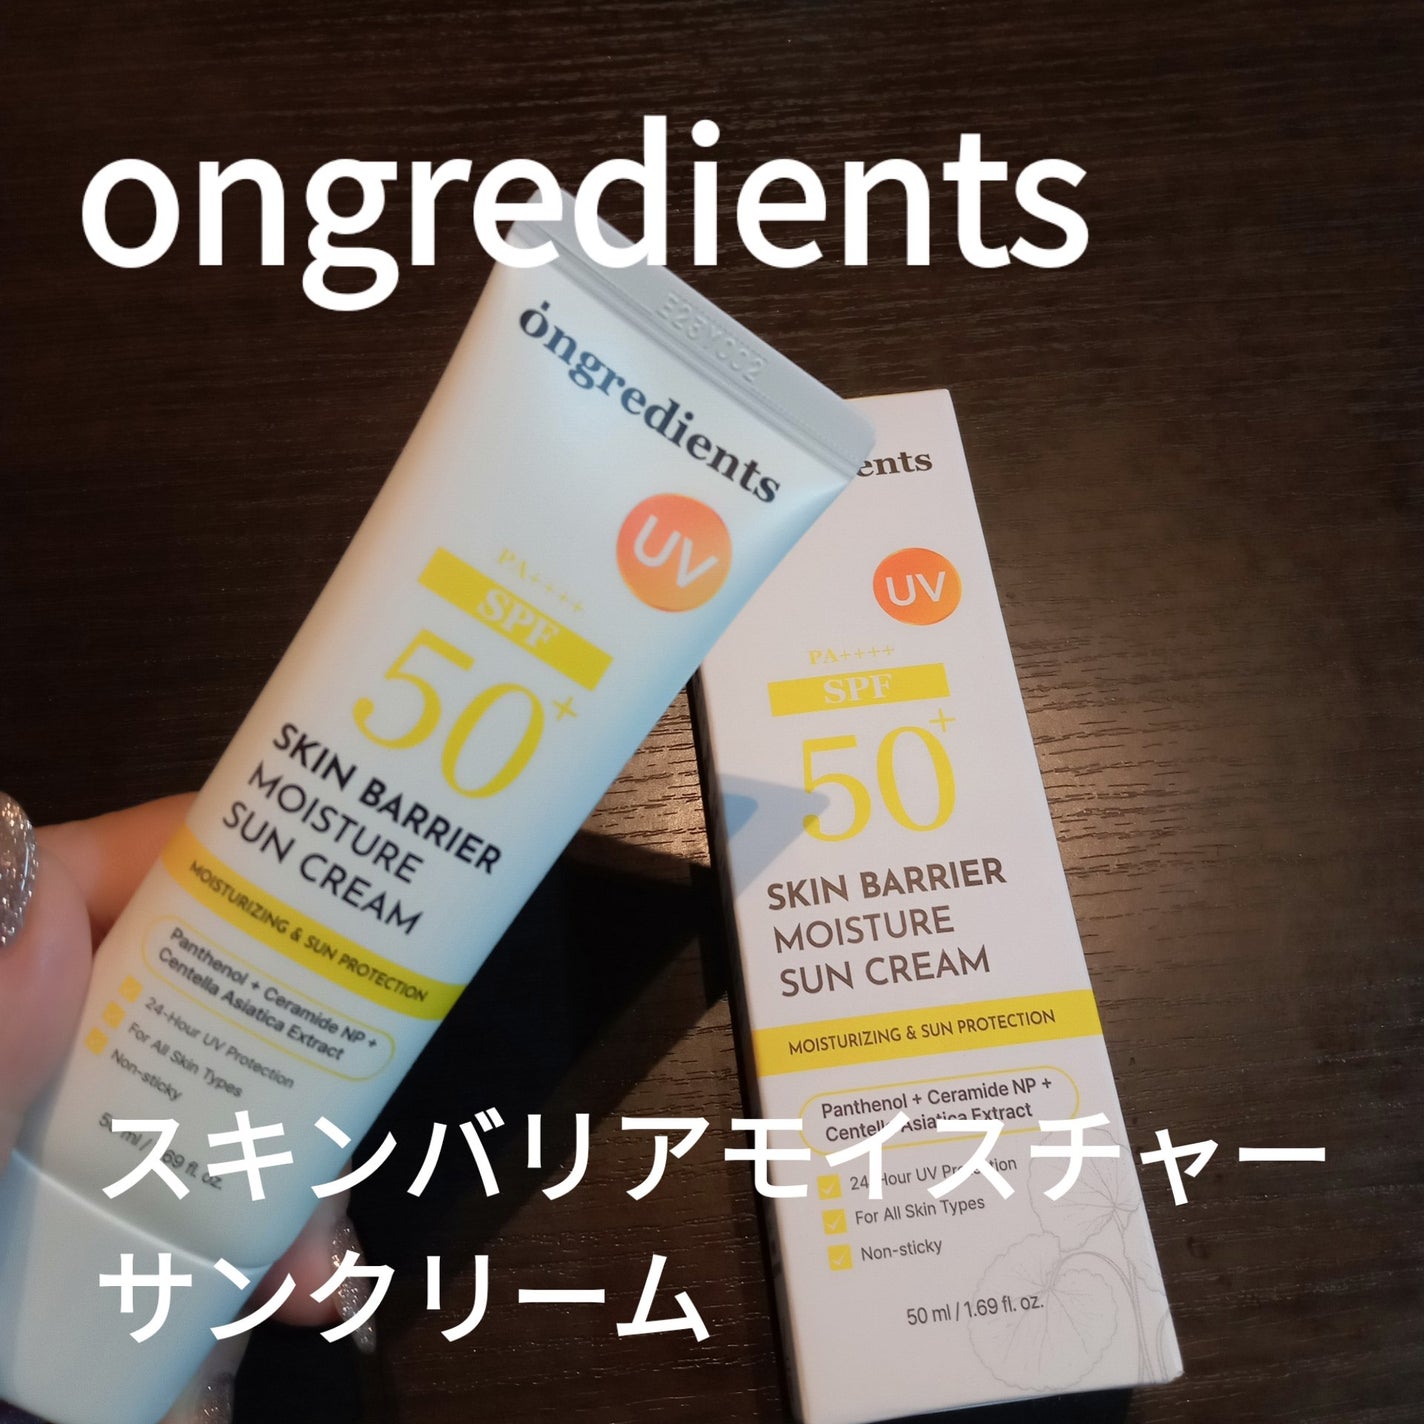 ongredients
E25Y002
ongredients
UV
PA++++
SPF
50+
SKIN BARRIER
MOISTURE
SUN CREAM
MOISTURIZING & SUN PROTECTION
Panthenol + Ceramide NP +
Centella Asiatica Extract
24-Hour UV Protection
For All Skin Types
Non-sticky
50 ml / 1.69 fl. oz.
ents
UV
PA++++
SPF
50+
SKIN BARRIER
MOISTURE
SUN CREAM
MOISTURIZING & SUN PROTECTION
Panthenol + Ceramide NP +
Centella Asiatica Extract
24-Hour UV Protection
For All Skin Types
Non-sticky
50 ml / 1.69 fl. oz.
スキンバリアモイスチャー
サンクリーム